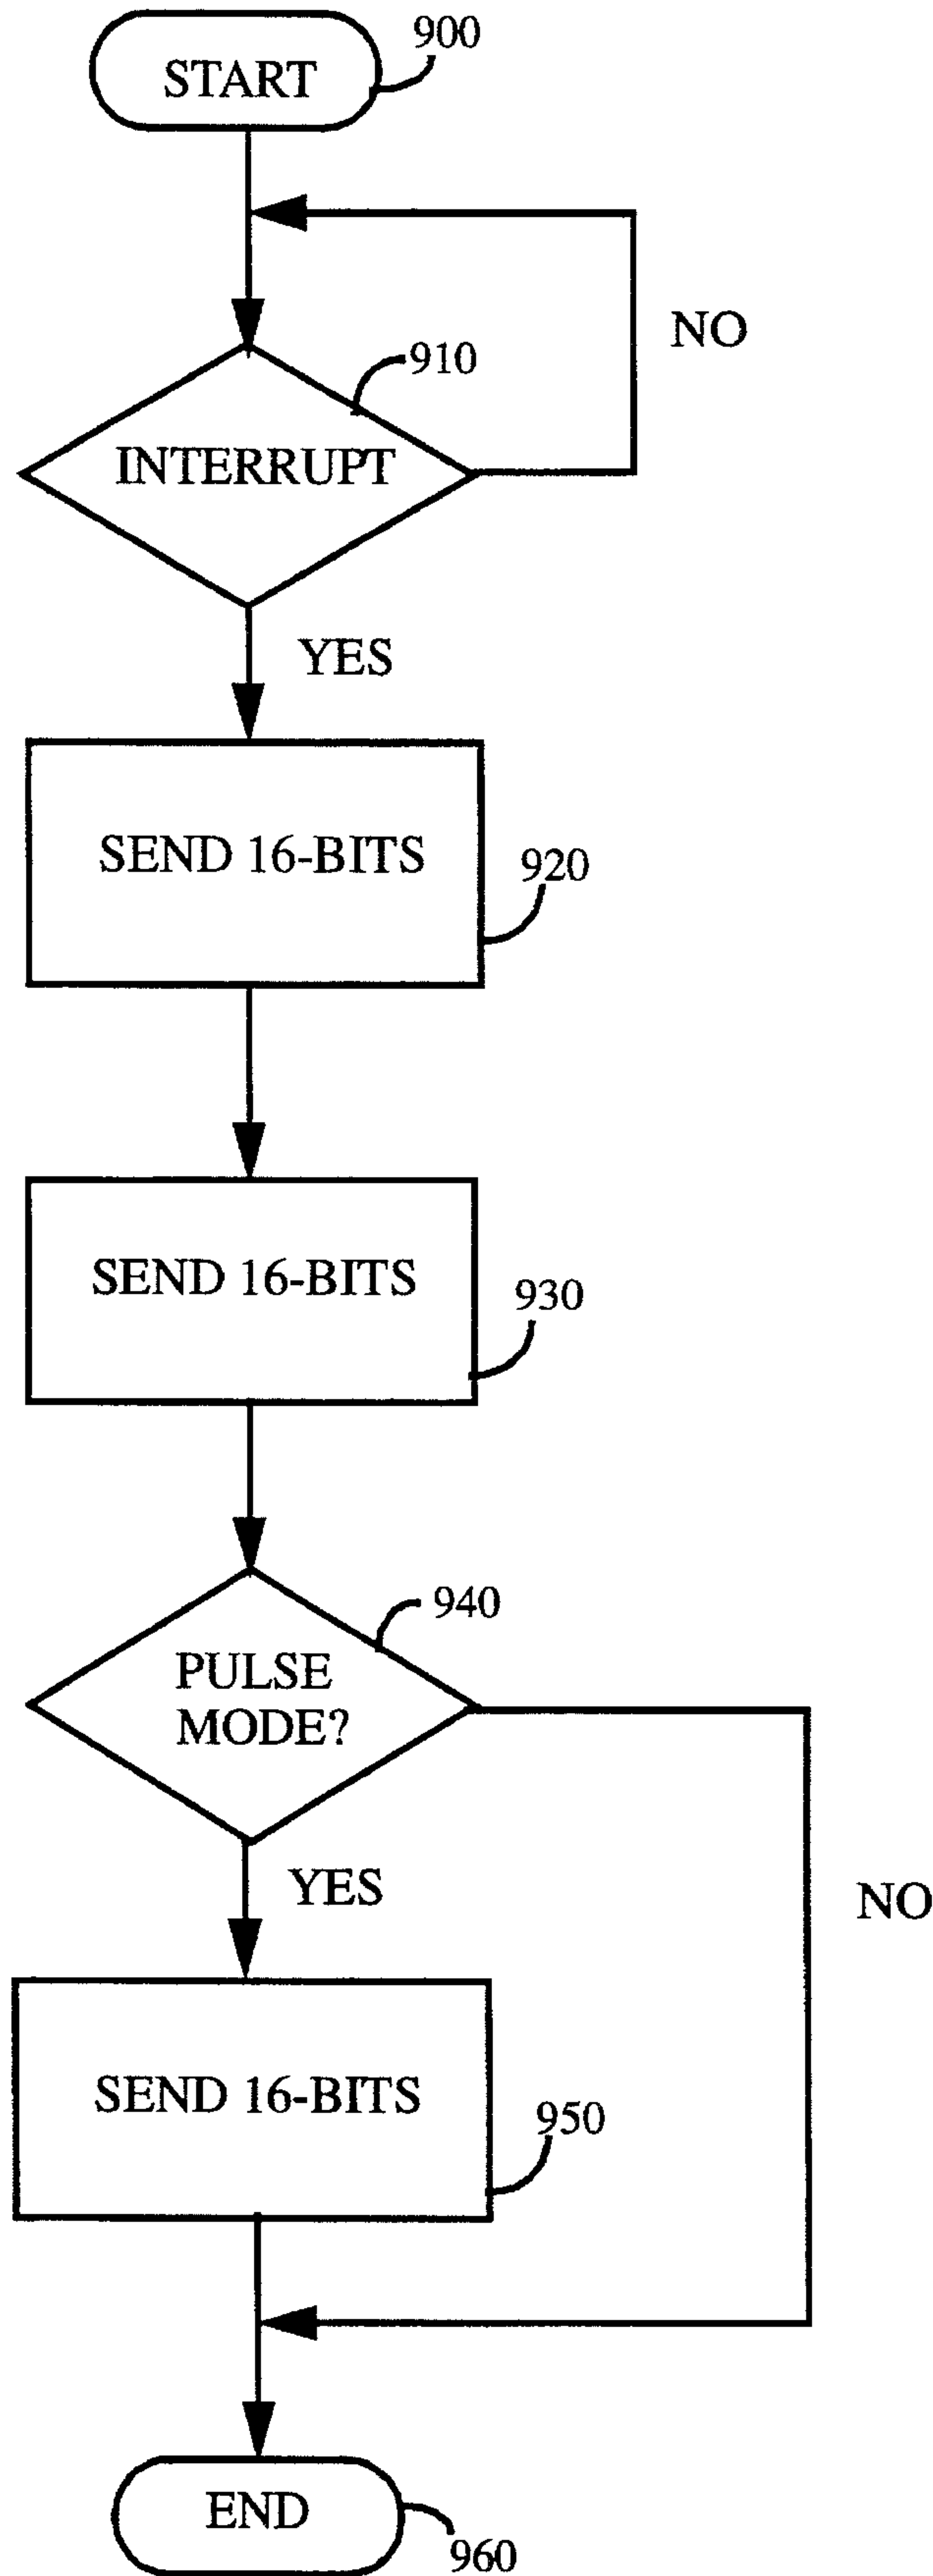 900
START
NO
910
INTERRUPT
YES
SEND 16-BITS
920
SEND 16-BITS
930
940
PULSE
MODE?
YES
NO
SEND 16-BITS
950
END
960